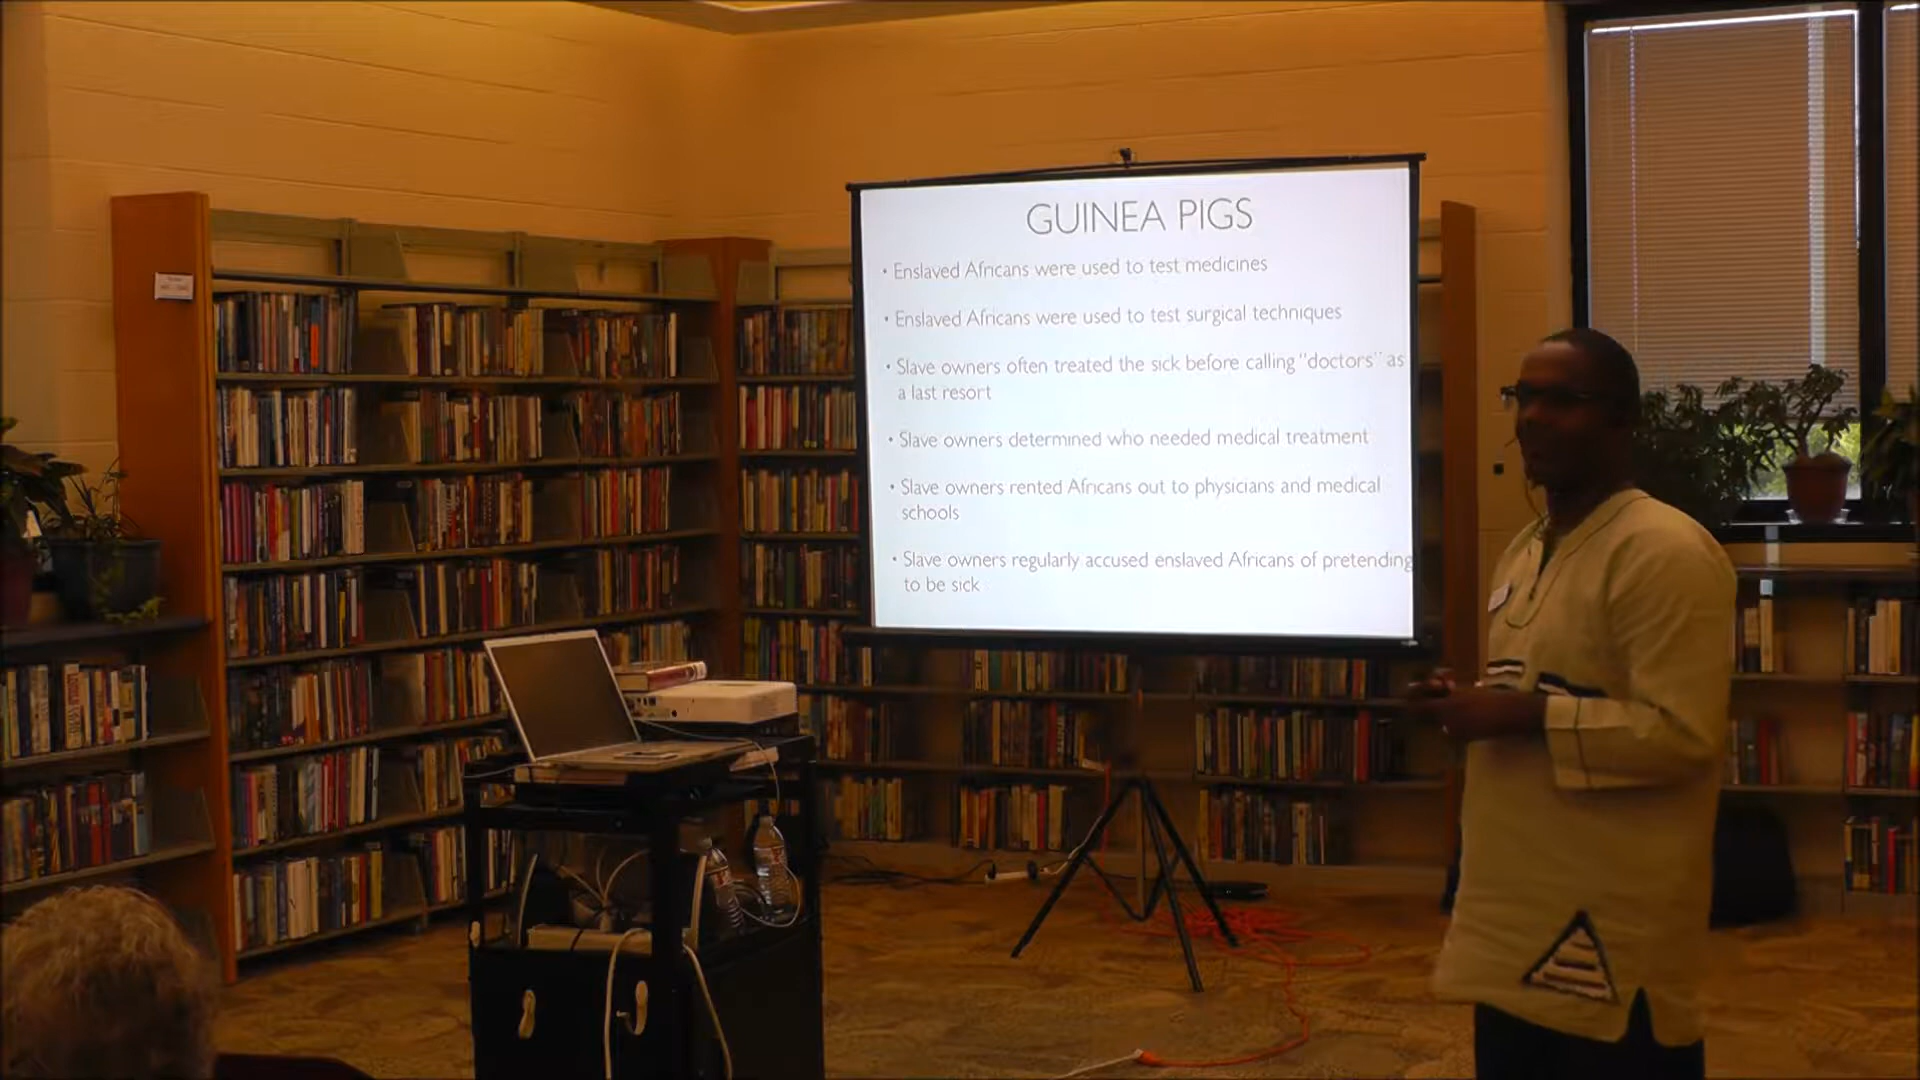 GUINEA PIGS
• Enslaved Africans were used to test medicines
• Enslaved Africans were used to test surgical techniques
• Slave owners often treated the sick before calling "doctors" as
a last resort
• Slave owners determined who needed medical treatment
• Slave owners rented Africans out to physicians and medical
schools
• Slave owners regularly accused enslaved Africans of pretending
to be sick